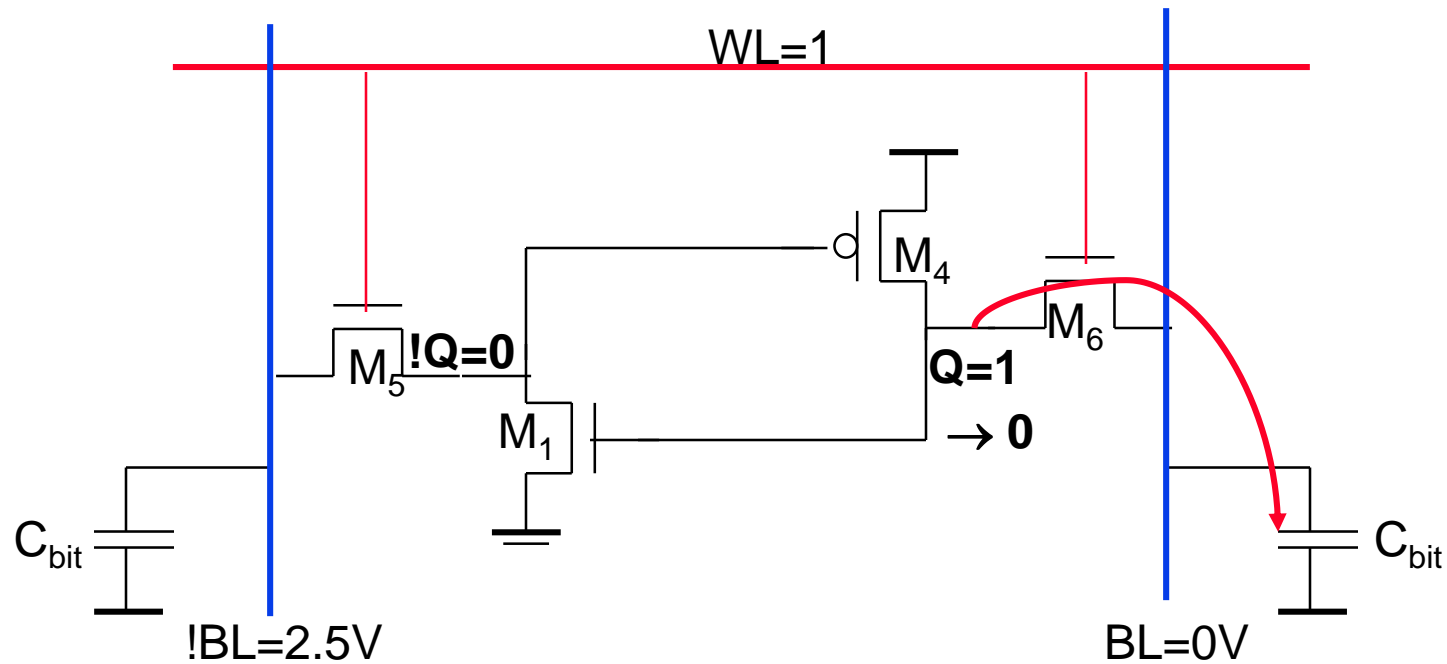 WL=1
M4
M5
!Q=0
M6
Q=1
M1
→ 0
Cbit
Cbit
!BL=2.5V
BL=0V